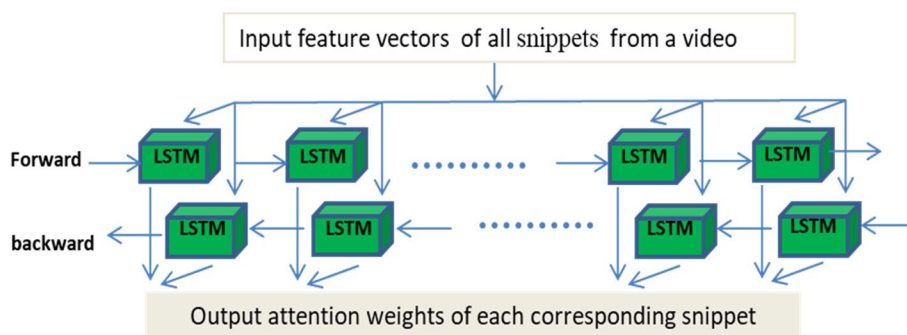 Input feature vectors of all snippets from a video
Forward
LSTM
LSTM
LSTM
LSTM
backward
LSTM
LSTM
LSTM
LSTM
Output attention weights of each corresponding snippet